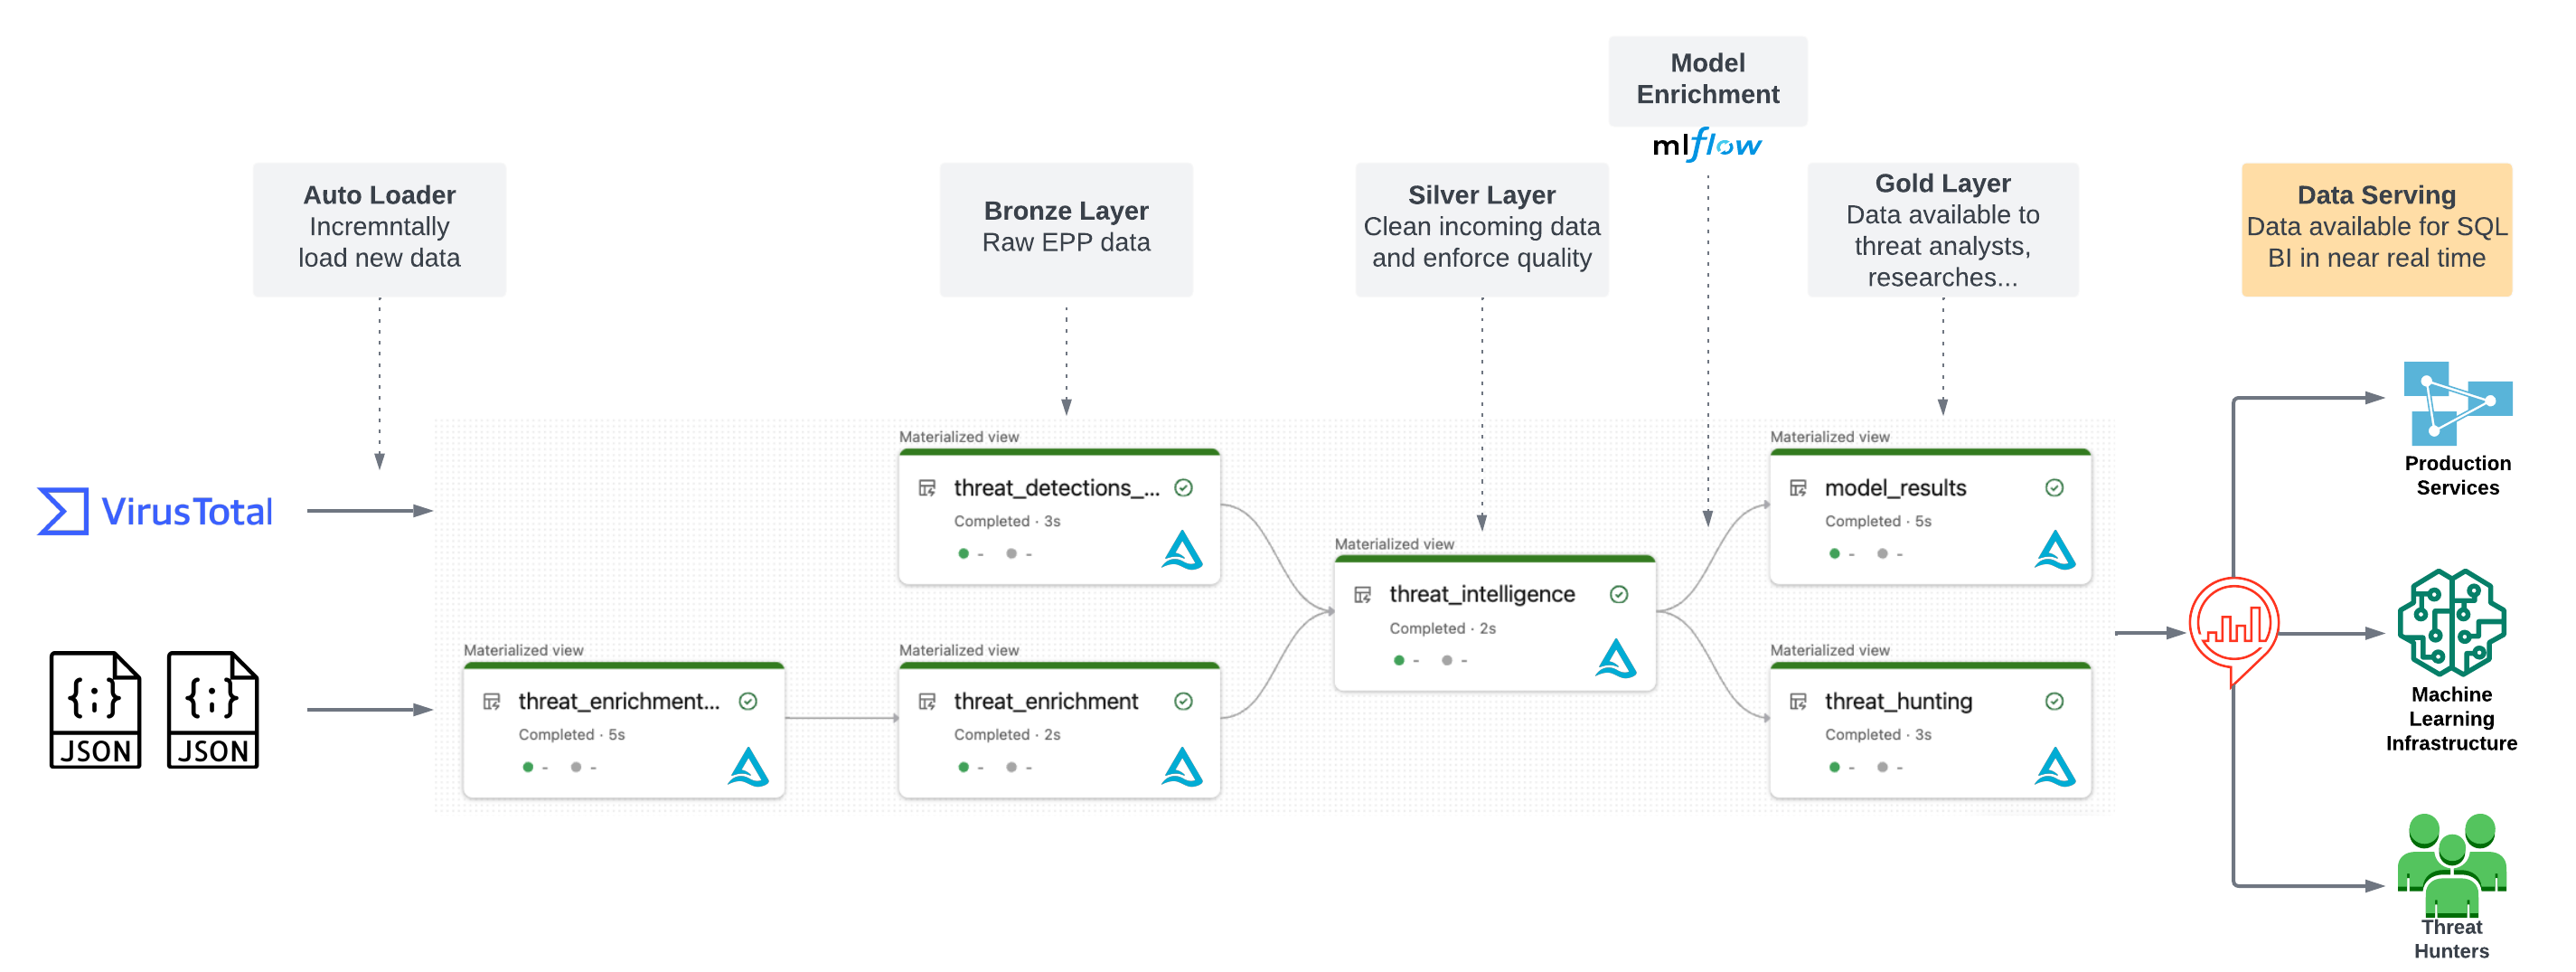 Model
Enrichment
mlflow
Auto Loader
Incremntally
load new data
Bronze Layer
Raw EPP data
Silver Layer
Clean incoming data
and enforce quality
Gold Layer
Data available to
threat analysts,
researches...
Data Serving
Data available for SQL
BI in near real time
VirusTotal
JSON
JSON
Materialized view
threat_enrichment...
Completed · 5s
- -
Materialized view
threat_detections_...
Completed · 3s
- -
Materialized view
threat_enrichment
Completed · 2s
- -
Materialized view
threat_intelligence
Completed · 2s
- -
Materialized view
model_results
Completed · 5s
- -
Materialized view
threat_hunting
Completed · 3s
- -
Production
Services
Machine
Learning
Infrastructure
Threat
Hunters